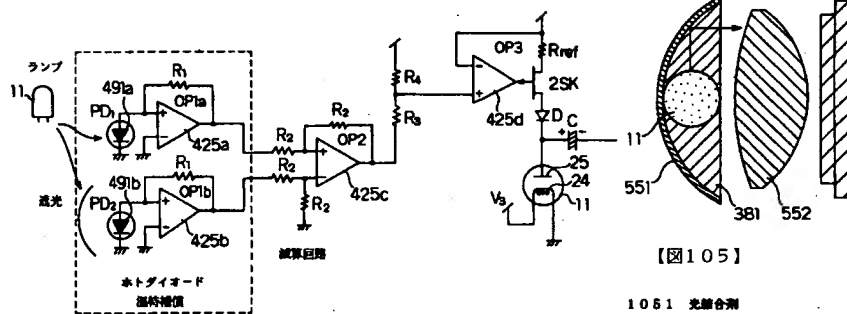 ランプ
11
491a
PD₁
R₁
OP1a
425a
遮光
491b
PD₂
R₁
OP1b
425b
ホトダイオード
温特補償
R₂
R₂
R₂
R₂
OP2
425c
減算回路
R₄
R₃
OP3
425d
Rref
2SK
D
C
+
-
25
24
11
V₃
11
551
381
552
【図105】
1051 光結合剤